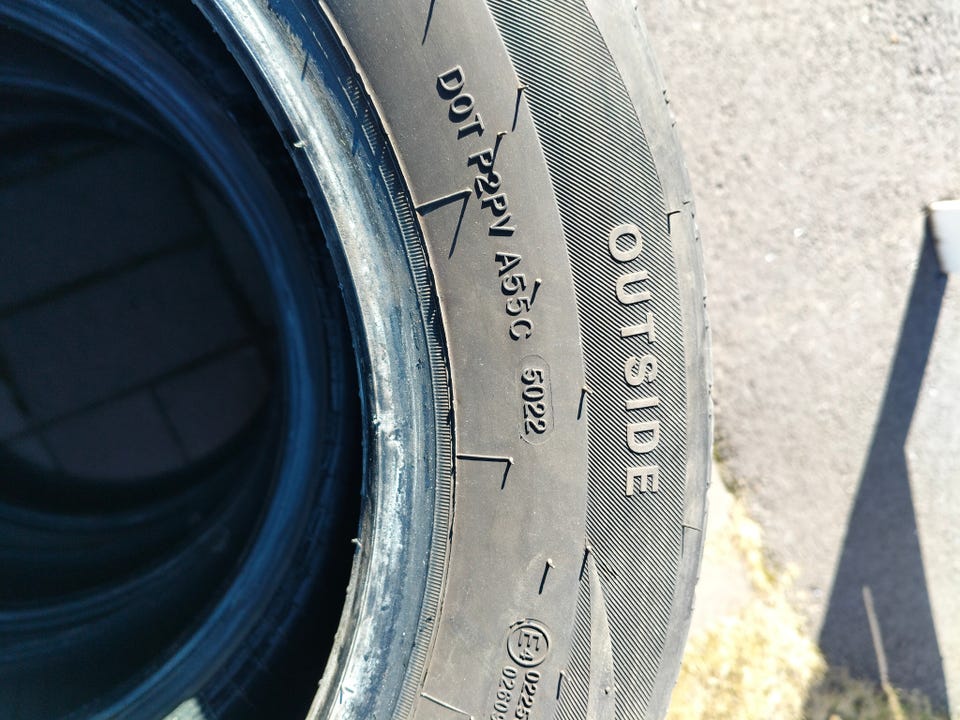 DOT P2PV A55C 5022
OUTSIDE
E4